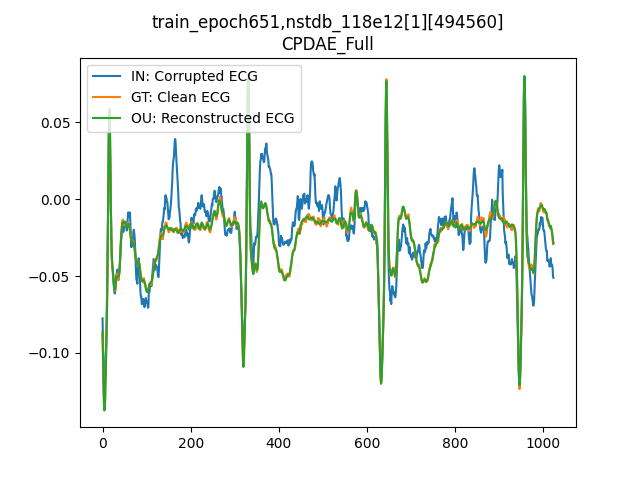 train_epoch651,nstdb_118e12[1][494560]
CPDAE_Full
IN: Corrupted ECG
GT: Clean ECG
OU: Reconstructed ECG
0.05
0.00
−0.05
−0.10
0
200
400
600
800
1000